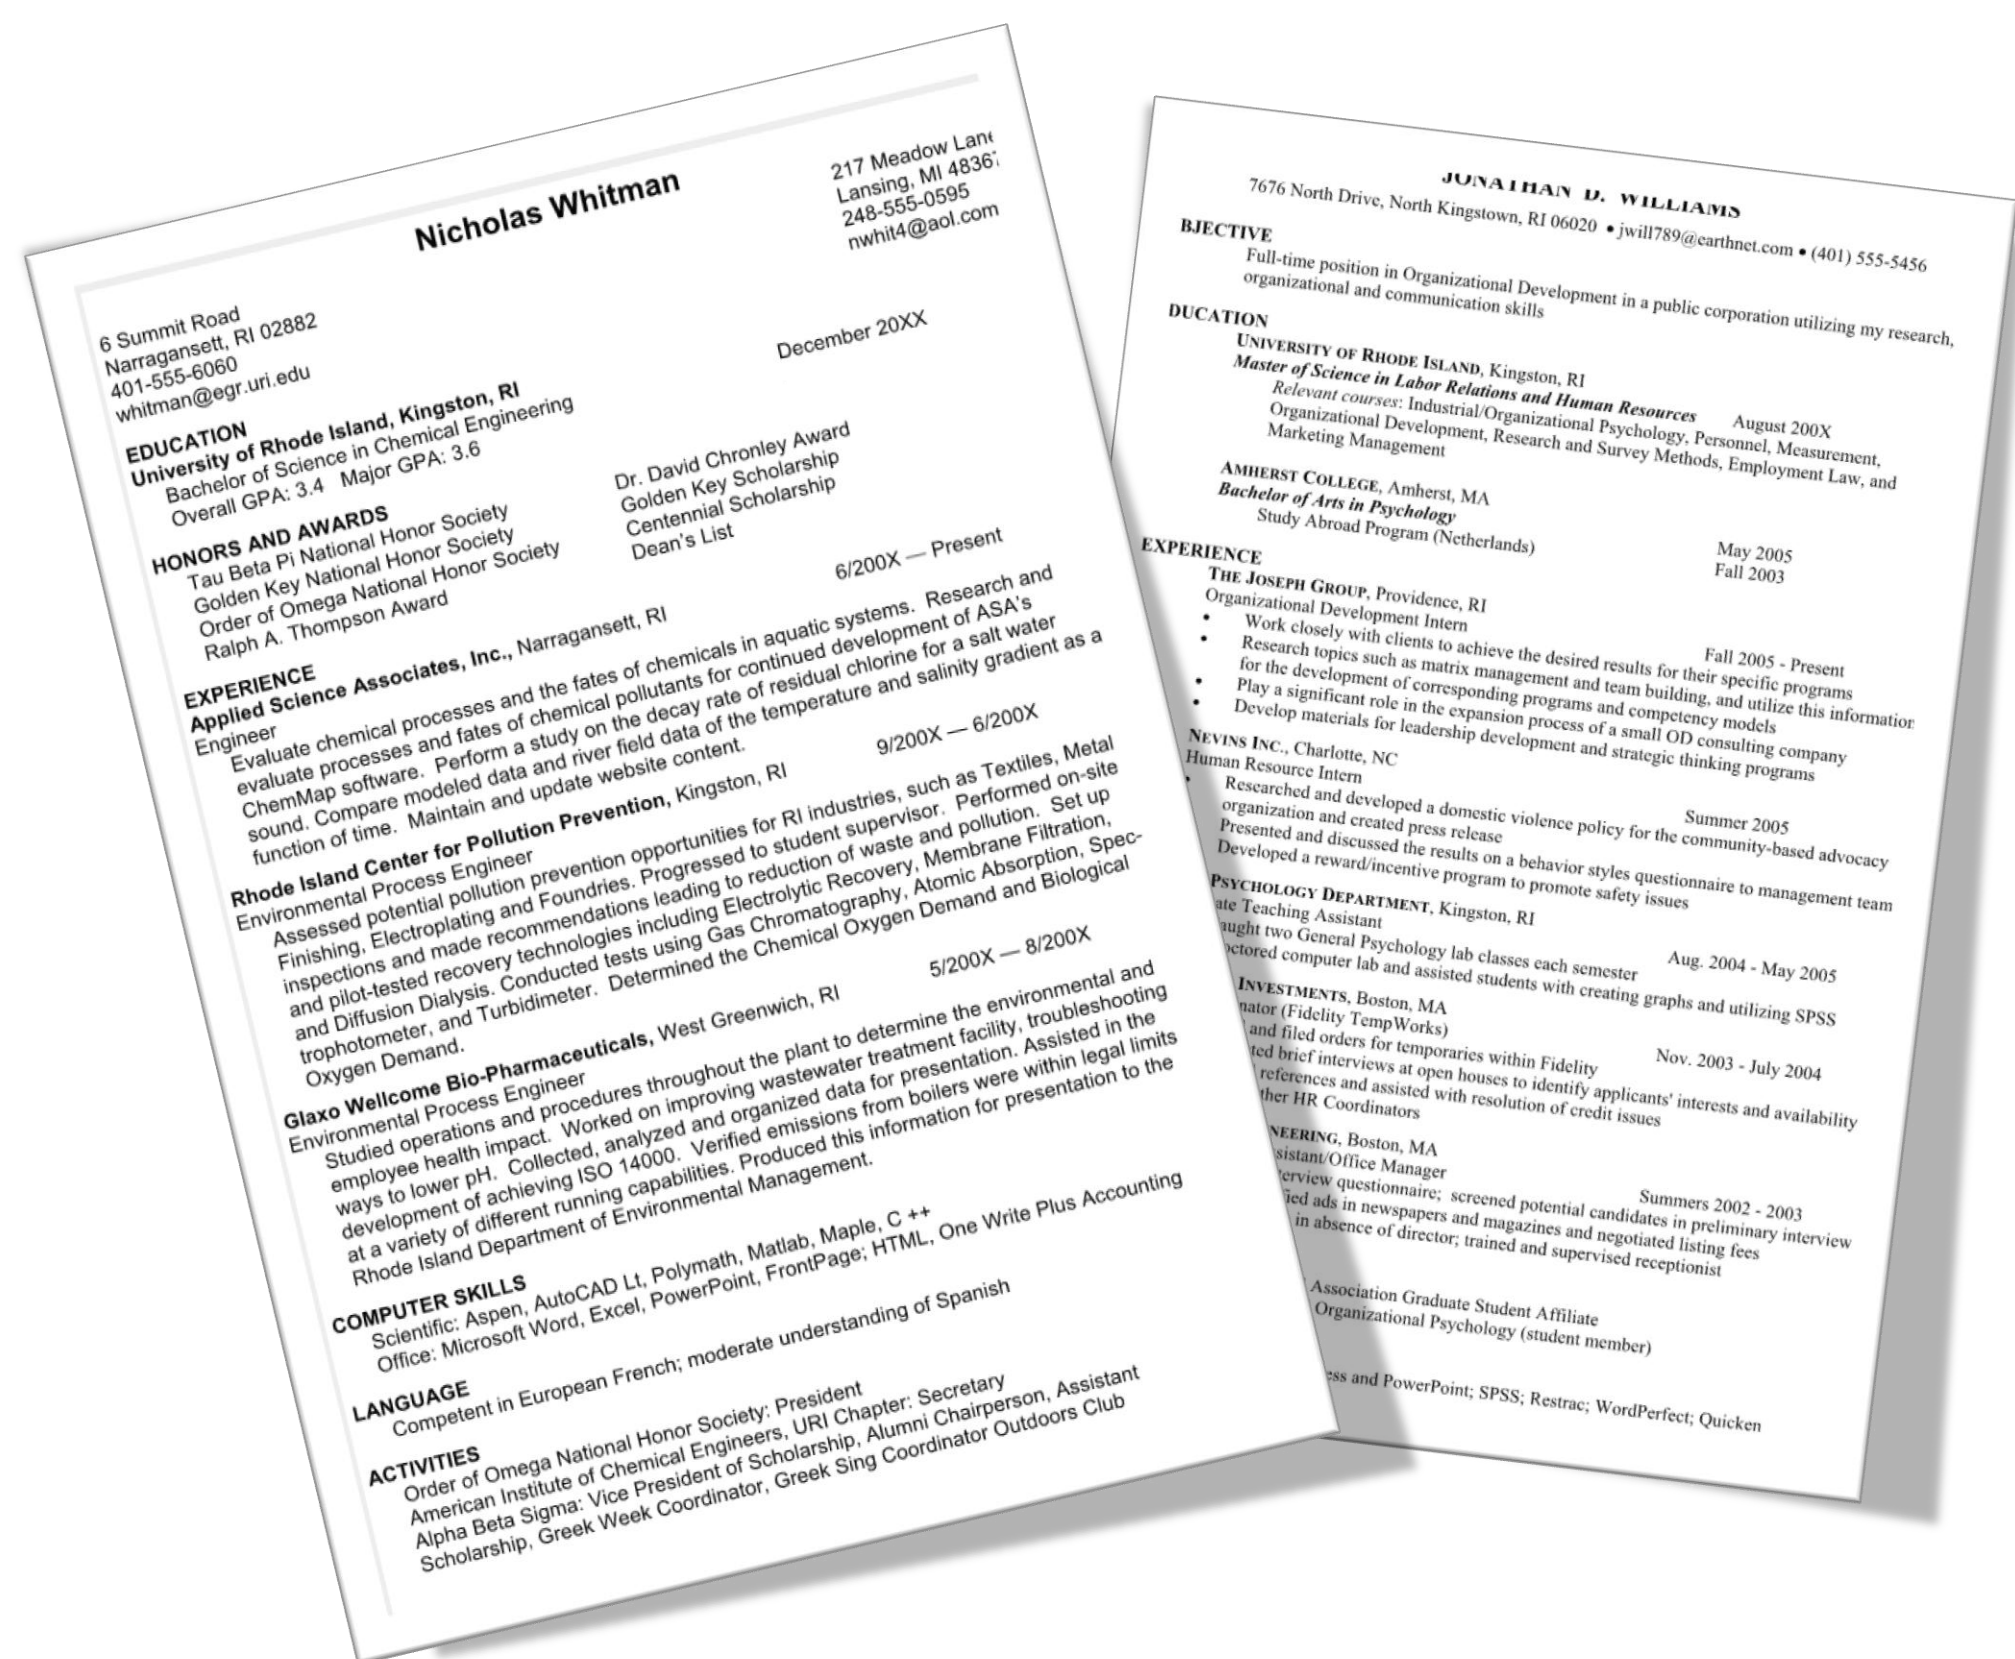 Nicholas Whitman
217 Meadow Lane
Lansing, MI 48367
248-555-0595
nwhit4@aol.com
6 Summit Road
Narragansett, RI 02882
401-555-6060
whitman@egr.uri.edu
EDUCATION
University of Rhode Island, Kingston, RI December 20XX
Bachelor of Science in Chemical Engineering
Overall GPA: 3.4 Major GPA: 3.6
HONORS AND AWARDS
Tau Beta Pi National Honor Society Dr. David Chronley Award
Golden Key National Honor Society Golden Key Scholarship
Order of Omega National Honor Society Centennial Scholarship
Ralph A. Thompson Award Dean's List
EXPERIENCE
Applied Science Associates, Inc., Narragansett, RI 6/200X — Present
Engineer
Evaluate chemical processes and the fates of chemicals in aquatic systems. Research and
evaluate processes and fates of chemical pollutants for continued development of ASA's
ChemMap software. Perform a study on the decay rate of residual chlorine for a salt water
sound. Compare modeled data and river field data of the temperature and salinity gradient as a
function of time. Maintain and update website content.
Rhode Island Center for Pollution Prevention, Kingston, RI 9/200X — 6/200X
Environmental Process Engineer
Assessed potential pollution prevention opportunities for RI industries, such as Textiles, Metal
Finishing, Electroplating and Foundries. Progressed to student supervisor. Performed on-site
inspections and made recommendations leading to reduction of waste and pollution. Set up
and pilot-tested recovery technologies including Electrolytic Recovery, Membrane Filtration,
and Diffusion Dialysis. Conducted tests using Gas Chromatography, Atomic Absorption, Spec-
trophotometer, and Turbidimeter. Determined the Chemical Oxygen Demand and Biological
Oxygen Demand.
Glaxo Wellcome Bio-Pharmaceuticals, West Greenwich, RI 5/200X — 8/200X
Environmental Process Engineer
Studied operations and procedures throughout the plant to determine the environmental and
employee health impact. Worked on improving wastewater treatment facility, troubleshooting
ways to lower pH. Collected, analyzed and organized data for presentation. Assisted in the
development of achieving ISO 14000. Verified emissions from boilers were within legal limits
at a variety of different running capabilities. Produced this information for presentation to the
Rhode Island Department of Environmental Management.
COMPUTER SKILLS
Scientific: Aspen, AutoCAD Lt, Polymath, Matlab, Maple, C ++
Office: Microsoft Word, Excel, PowerPoint, FrontPage; HTML, One Write Plus Accounting
LANGUAGE
Competent in European French; moderate understanding of Spanish
ACTIVITIES
Order of Omega National Honor Society: President
American Institute of Chemical Engineers, URI Chapter: Secretary
Alpha Beta Sigma: Vice President of Scholarship, Alumni Chairperson, Assistant
Scholarship, Greek Week Coordinator, Greek Sing Coordinator Outdoors Club
JONATHAN D. WILLIAMS
7676 North Drive, North Kingstown, RI 06020 • jwill789@earthnet.com • (401) 555-5456
BJECTIVE
Full-time position in Organizational Development in a public corporation utilizing my research,
organizational and communication skills
DUCATION
UNIVERSITY OF RHODE ISLAND, Kingston, RI
Master of Science in Labor Relations and Human Resources August 200X
Relevant courses: Industrial/Organizational Psychology, Personnel, Measurement,
Organizational Development, Research and Survey Methods, Employment Law, and
Marketing Management
AMHERST COLLEGE, Amherst, MA
Bachelor of Arts in Psychology May 2005
Study Abroad Program (Netherlands) Fall 2003
EXPERIENCE
THE JOSEPH GROUP, Providence, RI
Organizational Development Intern Fall 2005 - Present
• Work closely with clients to achieve the desired results for their specific programs
• Research topics such as matrix management and team building, and utilize this information
for the development of corresponding programs and competency models
• Play a significant role in the expansion process of a small OD consulting company
• Develop materials for leadership development and strategic thinking programs
NEVINS INC., Charlotte, NC
Human Resource Intern Summer 2005
• Researched and developed a domestic violence policy for the community-based advocacy
organization and created press release
Presented and discussed the results on a behavior styles questionnaire to management team
Developed a reward/incentive program to promote safety issues
PSYCHOLOGY DEPARTMENT, Kingston, RI
ate Teaching Assistant Aug. 2004 - May 2005
aught two General Psychology lab classes each semester
octored computer lab and assisted students with creating graphs and utilizing SPSS
INVESTMENTS, Boston, MA
nator (Fidelity TempWorks) Nov. 2003 - July 2004
and filed orders for temporaries within Fidelity
ted brief interviews at open houses to identify applicants' interests and availability
references and assisted with resolution of credit issues
ther HR Coordinators
NEERING, Boston, MA
sistant/Office Manager Summers 2002 - 2003
terview questionnaire; screened potential candidates in preliminary interview
fied ads in newspapers and magazines and negotiated listing fees
in absence of director; trained and supervised receptionist
Association Graduate Student Affiliate
Organizational Psychology (student member)
ess and PowerPoint; SPSS; Restrac; WordPerfect; Quicken